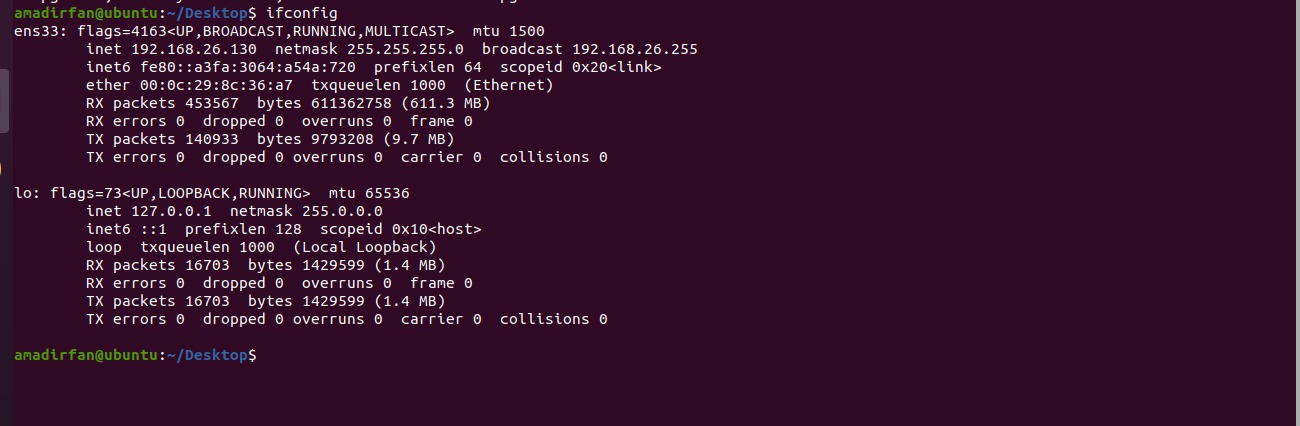 amadirfan@ubuntu:~/Desktop$ ifconfig
ens33: flags=4163<UP,BROADCAST,RUNNING,MULTICAST>  mtu 1500
        inet 192.168.26.130  netmask 255.255.255.0  broadcast 192.168.26.255
        inet6 fe80::a3fa:3064:a54a:720  prefixlen 64  scopeid 0x20<link>
        ether 00:0c:29:8c:36:a7  txqueuelen 1000  (Ethernet)
        RX packets 453567  bytes 611362758 (611.3 MB)
        RX errors 0  dropped 0  overruns 0  frame 0
        TX packets 140933  bytes 9793208 (9.7 MB)
        TX errors 0  dropped 0 overruns 0  carrier 0  collisions 0

lo: flags=73<UP,LOOPBACK,RUNNING>  mtu 65536
        inet 127.0.0.1  netmask 255.0.0.0
        inet6 ::1  prefixlen 128  scopeid 0x10<host>
        loop  txqueuelen 1000  (Local Loopback)
        RX packets 16703  bytes 1429599 (1.4 MB)
        RX errors 0  dropped 0  overruns 0  frame 0
        TX packets 16703  bytes 1429599 (1.4 MB)
        TX errors 0  dropped 0 overruns 0  carrier 0  collisions 0

amadirfan@ubuntu:~/Desktop$